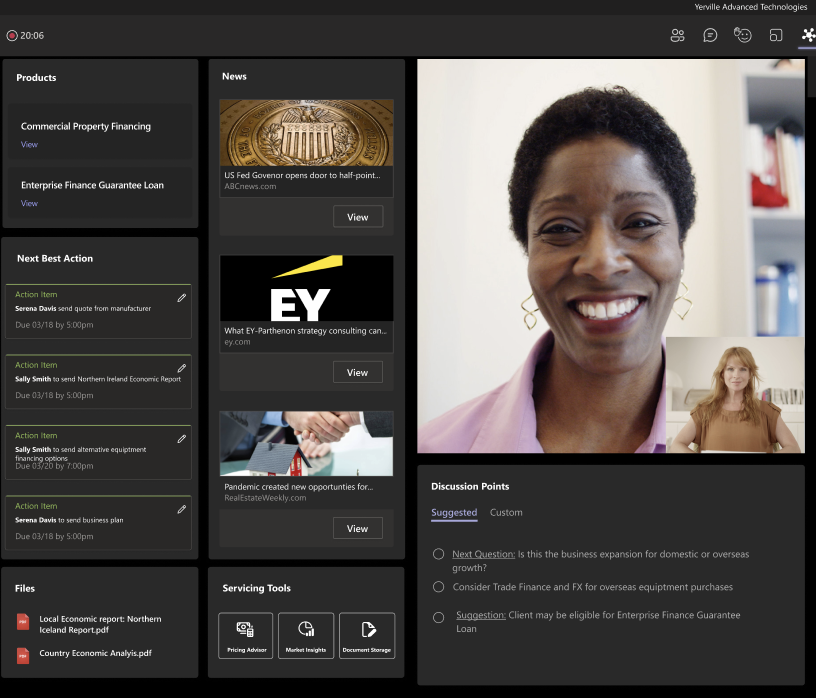 Yerville Advanced Technologies
20:06
Products
Commercial Property Financing
View
Enterprise Finance Guarantee Loan
View
Next Best Action
Action Item
Serena Davis send quote from manufacturer
Due 03/18 by 5:00pm
Action Item
Sally Smith to send Northern Ireland Economic Report
Due 03/18 by 5:00pm
Action Item
Sally Smith to send alternative equiptment
financing options
Due 03/20 by 7:00pm
Action Item
Serena Davis to send business plan
Due 03/18 by 5:00pm
Files
PDF
Local Economic report: Northern
Iceland Report.pdf
PDF
Country Economic Analyis.pdf
News
US Fed Govenor opens door to half-point...
ABCnews.com
View
EY
What EY-Parthenon strategy consulting can...
ey.com
View
Pandemic created new opportunties for...
RealEstateWeekly.com
View
Servicing Tools
Pricing Advisor
Market Insights
Document Storage
Discussion Points
Suggested
Custom
Next Question: Is this the business expansion for domestic or overseas
growth?
Consider Trade Finance and FX for overseas equiptment purchases
Suggestion: Client may be eligible for Enterprise Finance Guarantee
Loan